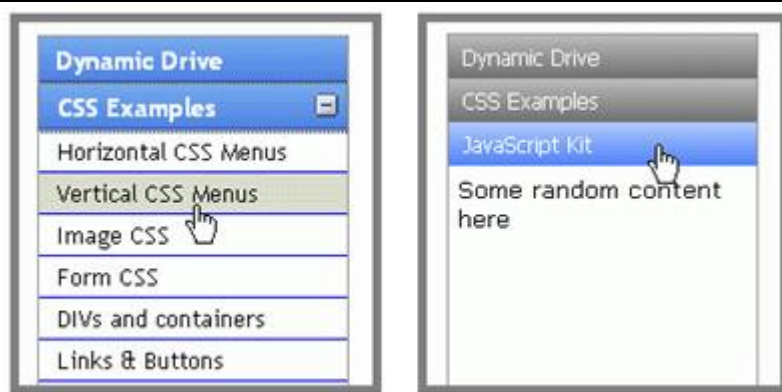 Dynamic Drive
CSS Examples
Horizontal CSS Menus
Vertical CSS Menus
Image CSS
Form CSS
DIVs and containers
Links & Buttons
Dynamic Drive
CSS Examples
JavaScript Kit
Some random content
here